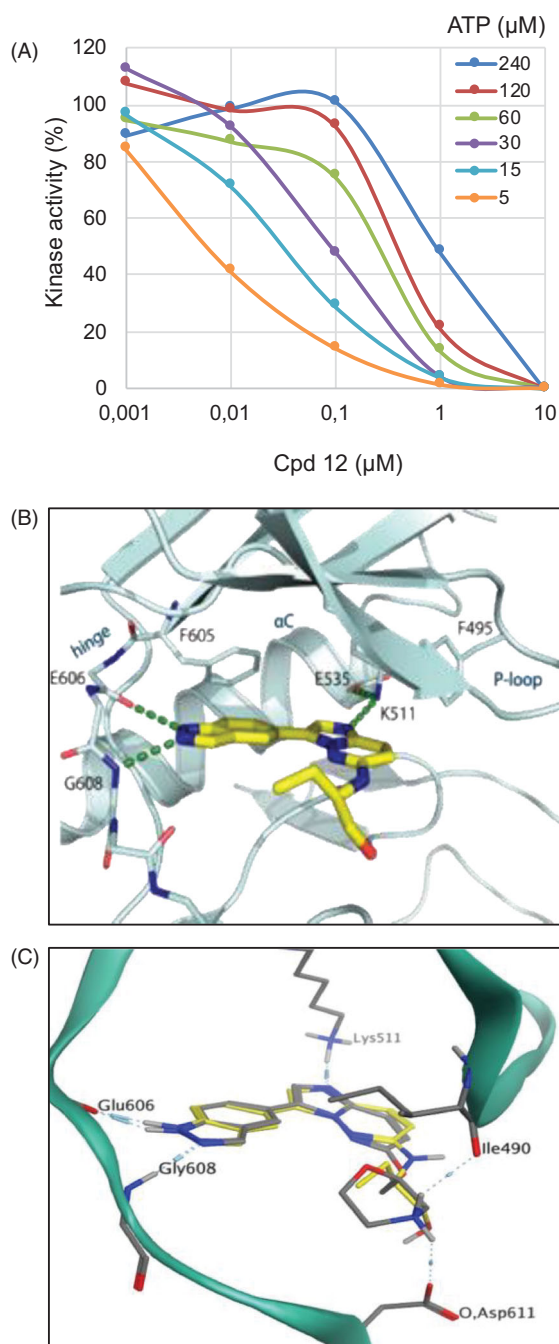 (A)
ATP (µM)
240
120
60
30
15
5
Kinase activity (%)
120
100
80
60
40
20
0
0,001 0,01 0,1 1 10
Cpd 12 (µM)
(B)
hinge
F605
αC
F495
E606
E535
P-loop
K511
G608
(C)
Lys511
Glu606
Gly608
Ile490
O,Asp611